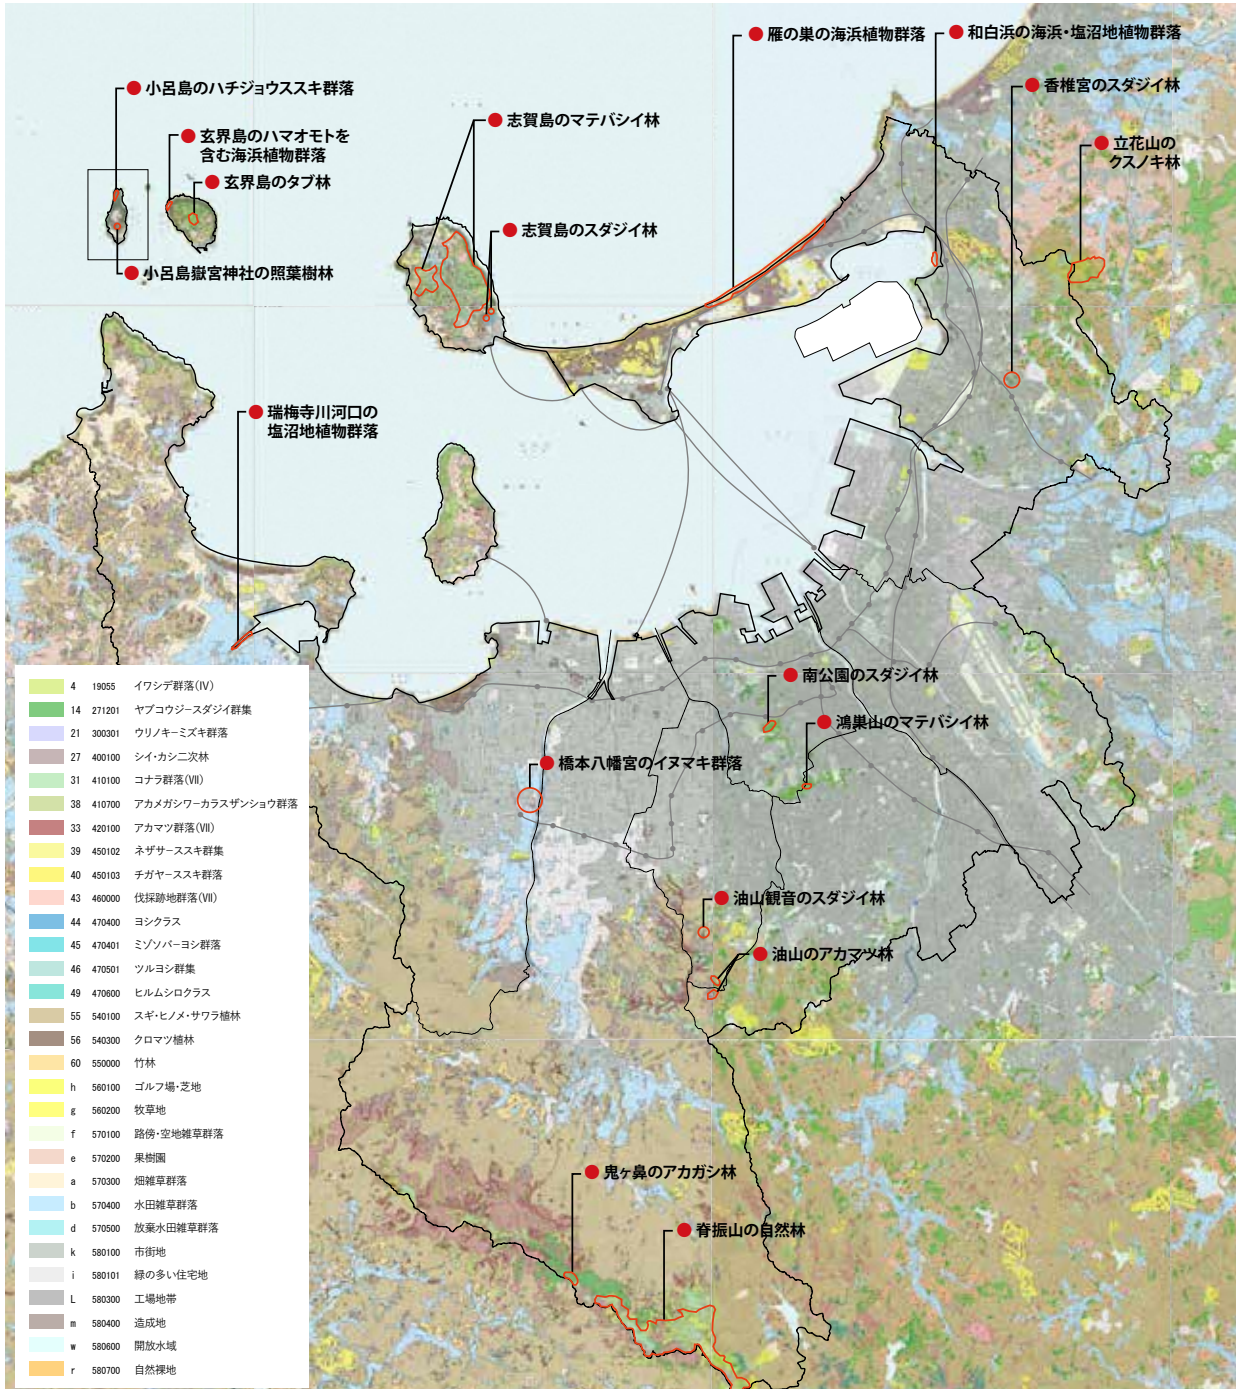 雁の巣の海浜植物群落
和白浜の海浜・塩沼地植物群落
小呂島のハチジョウススキ群落
香椎宮のスダジイ林
志賀島のマテバシイ林
玄界島のハマオモトを
含む海浜植物群落
立花山の
クスノキ林
玄界島のタブ林
志賀島のスダジイ林
小呂島嶽宮神社の照葉樹林
瑞梅寺川河口の
塩沼地植物群落
南公園のスダジイ林
鴻巣山のマテバシイ林
橋本八幡宮のイヌマキ群落
油山観音のスダジイ林
油山のアカマツ林
鬼ヶ鼻のアカガシ林
脊振山の自然林
4 19055 イワシデ群落(Ⅳ)
14 271201 ヤブコウジ−スダジイ群集
21 300301 ウリノキ−ミズキ群落
27 400100 シイ・カシ二次林
31 410100 コナラ群落(Ⅶ)
38 410700 アカメガシワ−カラスザンショウ群落
33 420100 アカマツ群落(Ⅶ)
39 450102 ネザサ−ススキ群集
40 450103 チガヤ−ススキ群落
43 460000 伐採跡地群落(Ⅶ)
44 470400 ヨシクラス
45 470401 ミゾソバ−ヨシ群落
46 470501 ツルヨシ群集
49 470600 ヒルムシロクラス
55 540100 スギ・ヒノメ・サワラ植林
56 540300 クロマツ植林
60 550000 竹林
h 560100 ゴルフ場・芝地
g 560200 牧草地
f 570100 路傍・空地雑草群落
e 570200 果樹園
a 570300 畑雑草群落
b 570400 水田雑草群落
d 570500 放棄水田雑草群落
k 580100 市街地
i 580101 緑の多い住宅地
L 580300 工場地帯
m 580400 造成地
w 580600 開放水域
r 580700 自然裸地